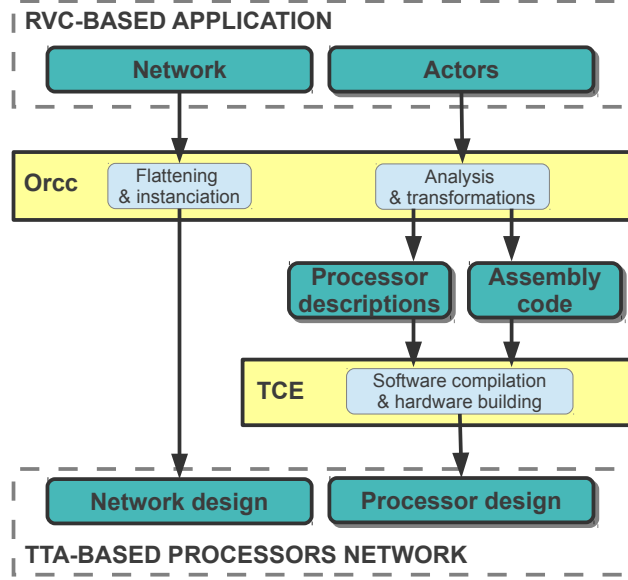 RVC-BASED APPLICATION
Network
Actors
Orcc
Flattening
& instanciation
Analysis
& transformations
Processor
descriptions
Assembly
code
TCE
Software compilation
& hardware building
Network design
Processor design
TTA-BASED PROCESSORS NETWORK